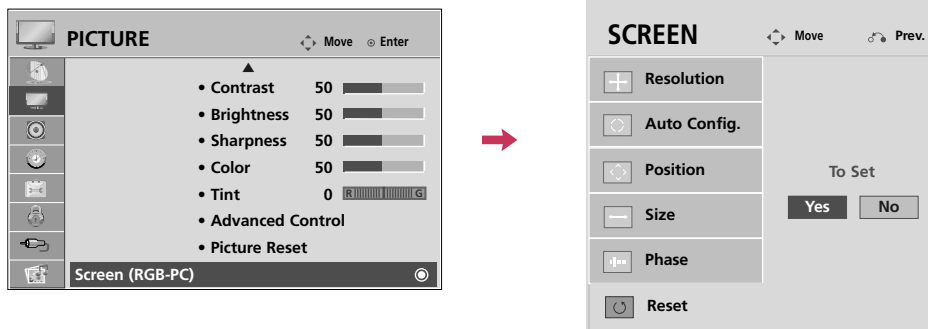 PICTURE Move Enter
• Contrast 50
• Brightness 50
• Sharpness 50
• Color 50
• Tint 0 R G
• Advanced Control
• Picture Reset
Screen (RGB-PC)
SCREEN Move Prev.
Resolution
Auto Config.
Position
Size
Phase
Reset
To Set
Yes No